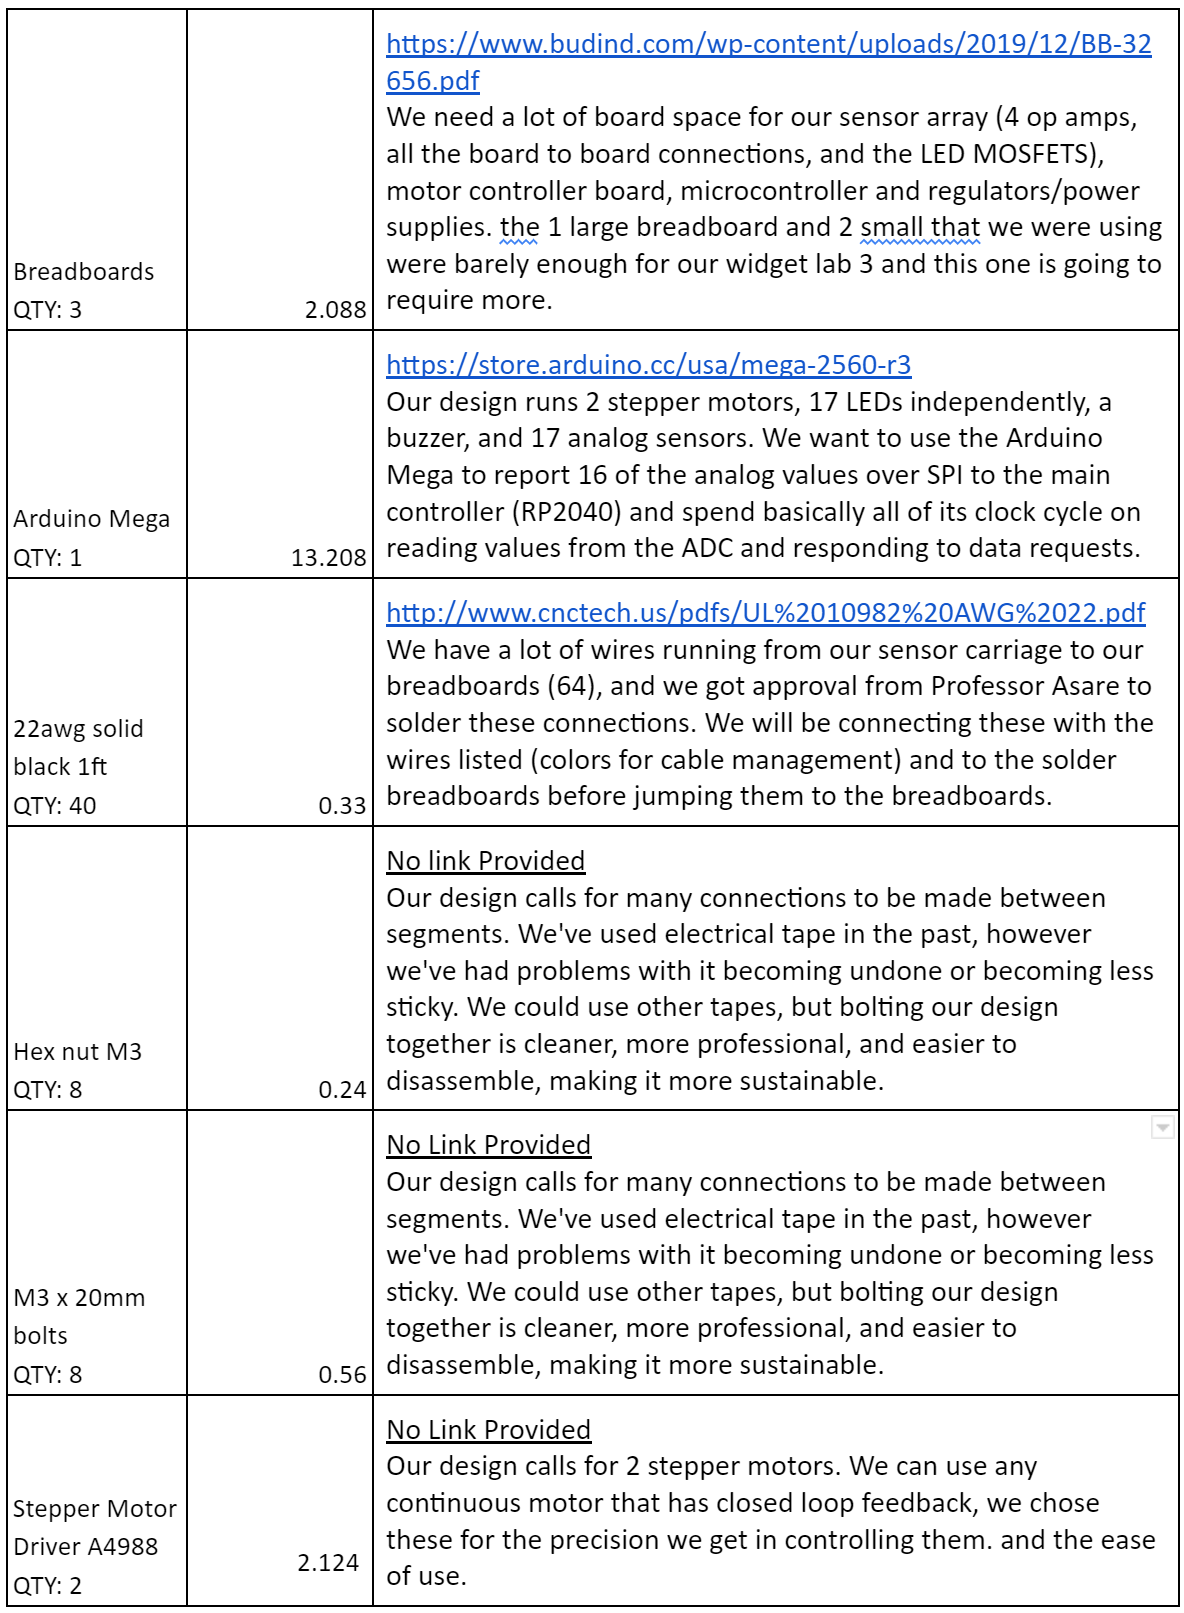 Breadboards
QTY: 3
2.088
https://www.budind.com/wp-content/uploads/2019/12/BB-32
656.pdf
We need a lot of board space for our sensor array (4 op amps,
all the board to board connections, and the LED MOSFETS),
motor controller board, microcontroller and regulators/power
supplies. the 1 large breadboard and 2 small that we were using
were barely enough for our widget lab 3 and this one is going to
require more.
Arduino Mega
QTY: 1
13.208
https://store.arduino.cc/usa/mega-2560-r3
Our design runs 2 stepper motors, 17 LEDs independently, a
buzzer, and 17 analog sensors. We want to use the Arduino
Mega to report 16 of the analog values over SPI to the main
controller (RP2040) and spend basically all of its clock cycle on
reading values from the ADC and responding to data requests.
22awg solid
black 1ft
QTY: 40
0.33
http://www.cnctech.us/pdfs/UL%2010982%20AWG%2022.pdf
We have a lot of wires running from our sensor carriage to our
breadboards (64), and we got approval from Professor Asare to
solder these connections. We will be connecting these with the
wires listed (colors for cable management) and to the solder
breadboards before jumping them to the breadboards.
Hex nut M3
QTY: 8
0.24
No link Provided
Our design calls for many connections to be made between
segments. We've used electrical tape in the past, however
we've had problems with it becoming undone or becoming less
sticky. We could use other tapes, but bolting our design
together is cleaner, more professional, and easier to
disassemble, making it more sustainable.
M3 x 20mm
bolts
QTY: 8
0.56
No Link Provided
Our design calls for many connections to be made between
segments. We've used electrical tape in the past, however
we've had problems with it becoming undone or becoming less
sticky. We could use other tapes, but bolting our design
together is cleaner, more professional, and easier to
disassemble, making it more sustainable.
Stepper Motor
Driver A4988
QTY: 2
2.124
No Link Provided
Our design calls for 2 stepper motors. We can use any
continuous motor that has closed loop feedback, we chose
these for the precision we get in controlling them. and the ease
of use.